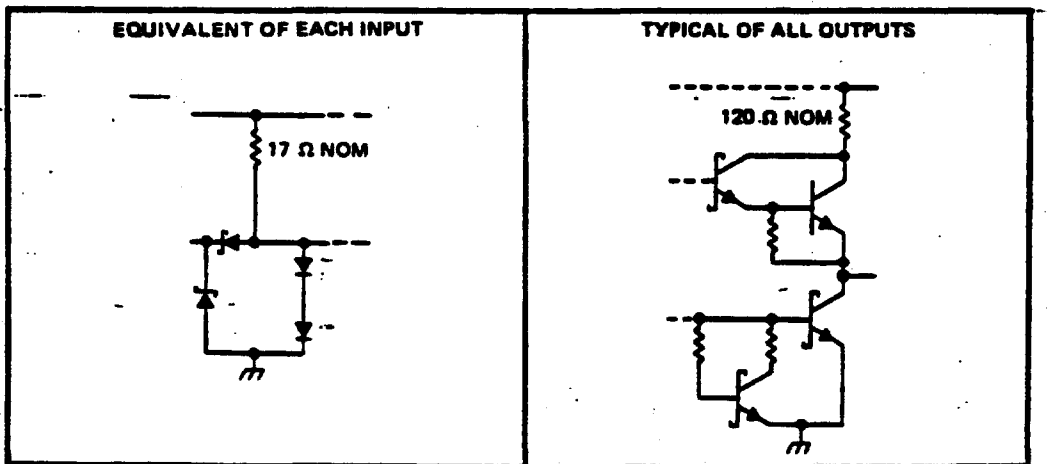 EQUIVALENT OF EACH INPUT
TYPICAL OF ALL OUTPUTS
120 Ω NOM
17 Ω NOM